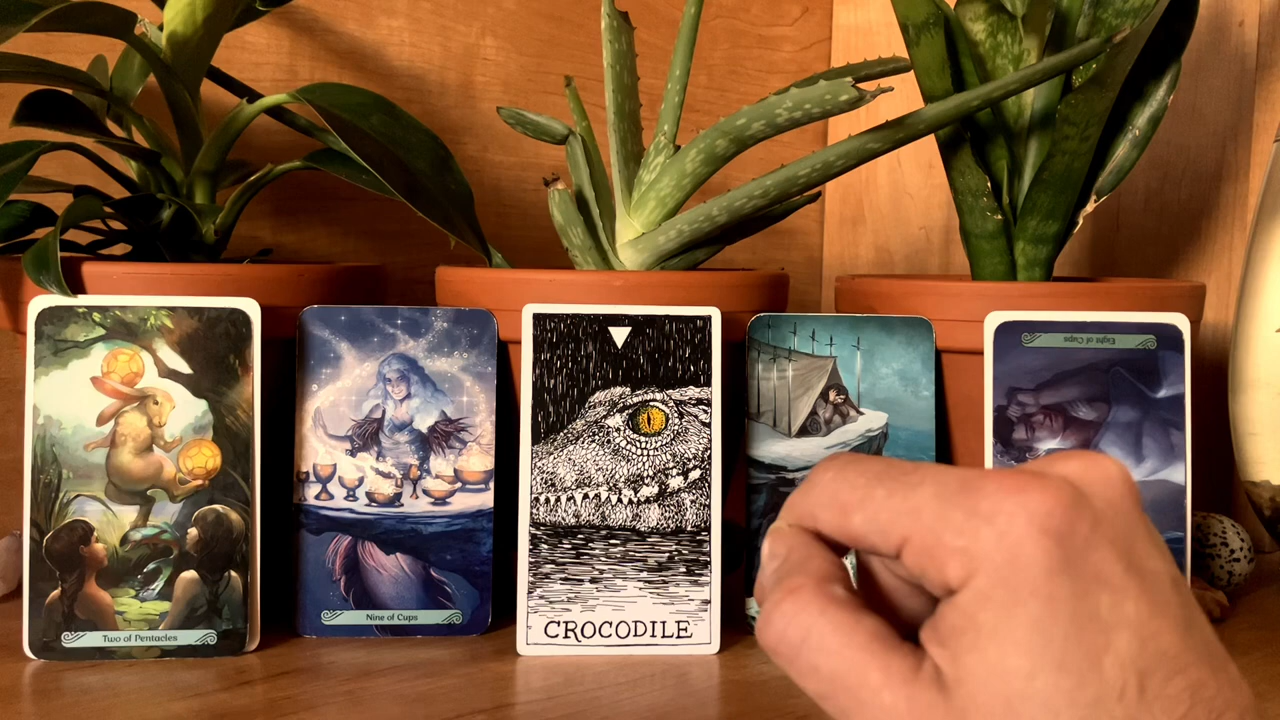 Two of Pentacles
Nine of Cups
CROCODILE
Eight of Cups